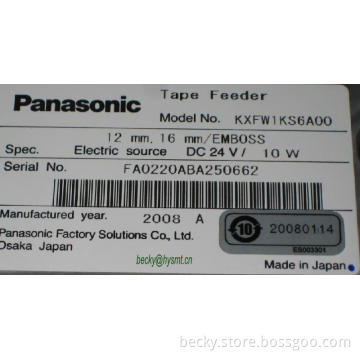 Panasonic Tape Feeder
Model No. KXFW1KS6A00
12 mm, 16 mm/EMBOSS
Spec. Electric source DC 24 V / 10 W
Serial No. FA0220ABA250662
Manufactured year. 2008 A
Panasonic Factory Solutions Co., Ltd.
Osaka Japan
10 20080114
ES003301
becky@hysmt.cn
Made in Japan
becky.store.bossgoo.com